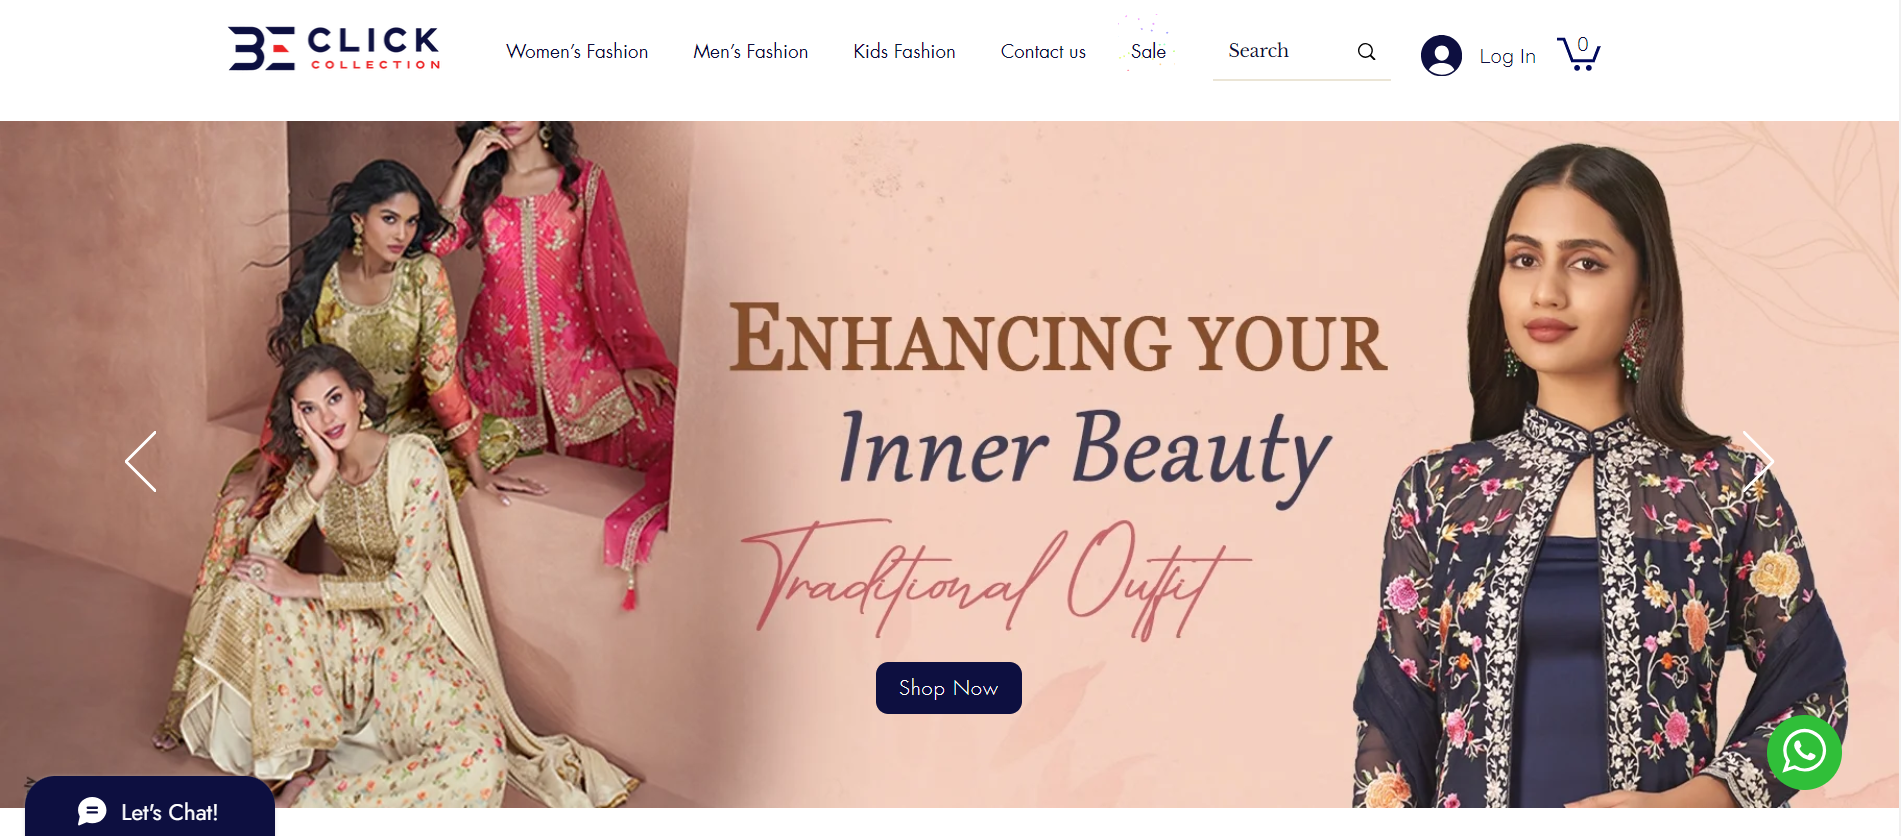 BE CLICK
COLLECTION
Women's Fashion
Men's Fashion
Kids Fashion
Contact us
Sale
Search
Log In
0
ENHANCING YOUR
Inner Beauty
Traditional Outfit
Shop Now
Let's Chat!